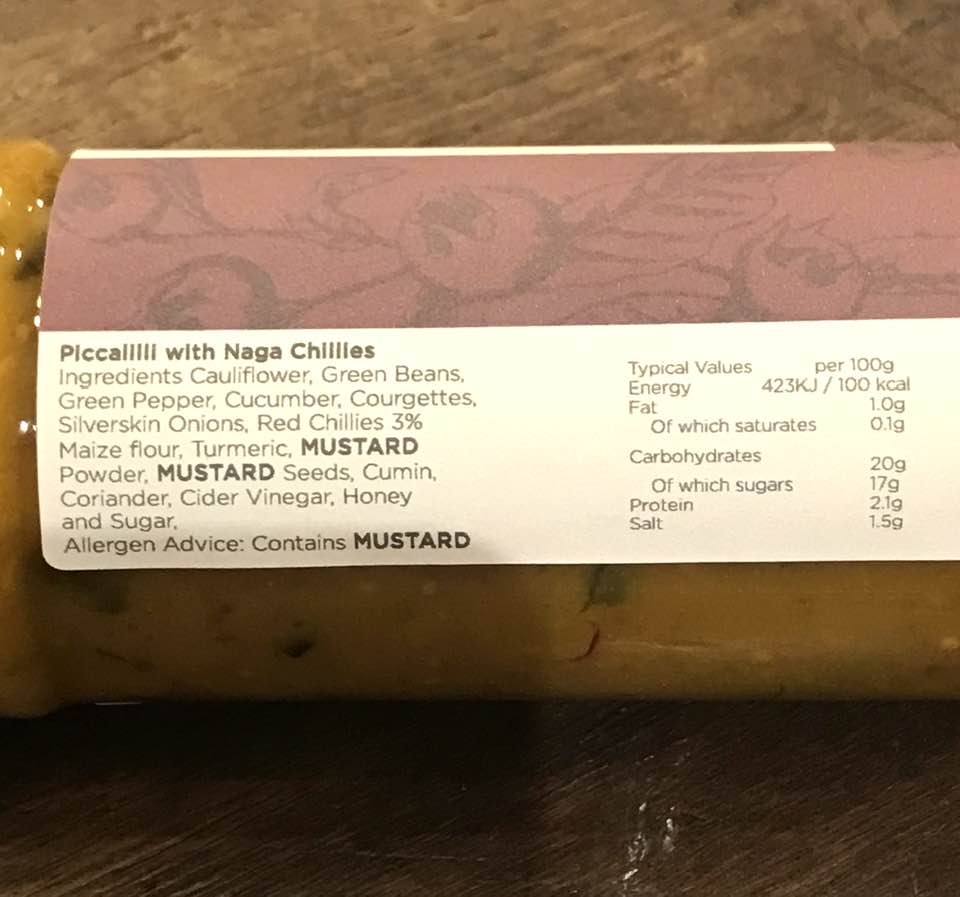 Piccalilli with Naga Chillies
Ingredients Cauliflower, Green Beans,
Green Pepper, Cucumber, Courgettes,
Silverskin Onions, Red Chillies 3%
Maize flour, Turmeric, MUSTARD
Powder, MUSTARD Seeds, Cumin,
Coriander, Cider Vinegar, Honey
and Sugar,
Allergen Advice: Contains MUSTARD
Typical Values per 100g
Energy 423KJ / 100 kcal
Fat 1.0g
Of which saturates 0.1g
Carbohydrates 20g
Of which sugars 17g
Protein 2.1g
Salt 1.5g